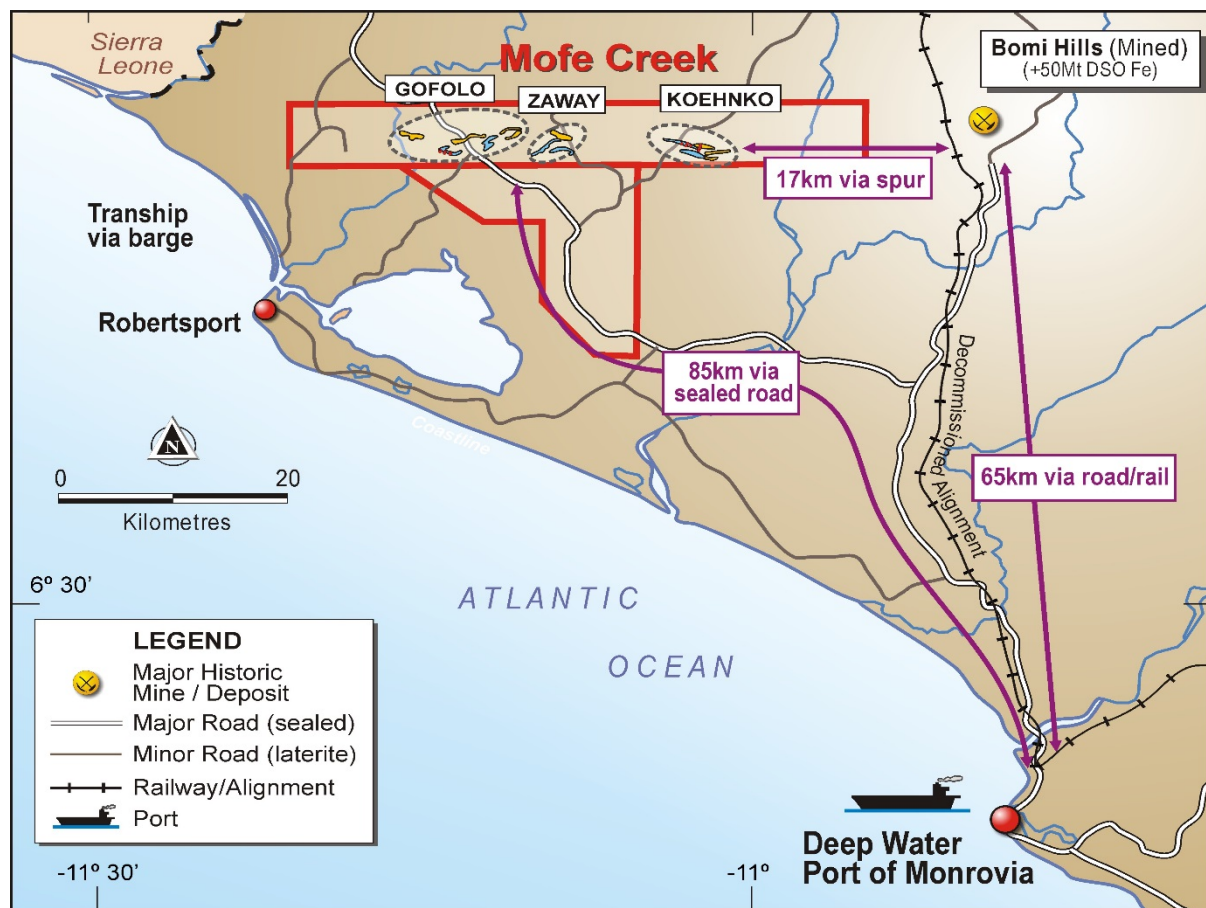 Sierra
Leone
Mofe Creek
Bomi Hills (Mined)
(+50Mt DSO Fe)
GOFOLO
ZAWAY
KOEHNKO
17km via spur
Tranship
via barge
Robertsport
85km via
sealed road
Decommissioned Alignment
65km via road/rail
Coastline
N
0 20
Kilometres
6º 30’
ATLANTIC
OCEAN
LEGEND
Major Historic
Mine / Deposit
Major Road (sealed)
Minor Road (laterite)
Railway/Alignment
Port
Deep Water
Port of Monrovia
-11º 30’
-11º